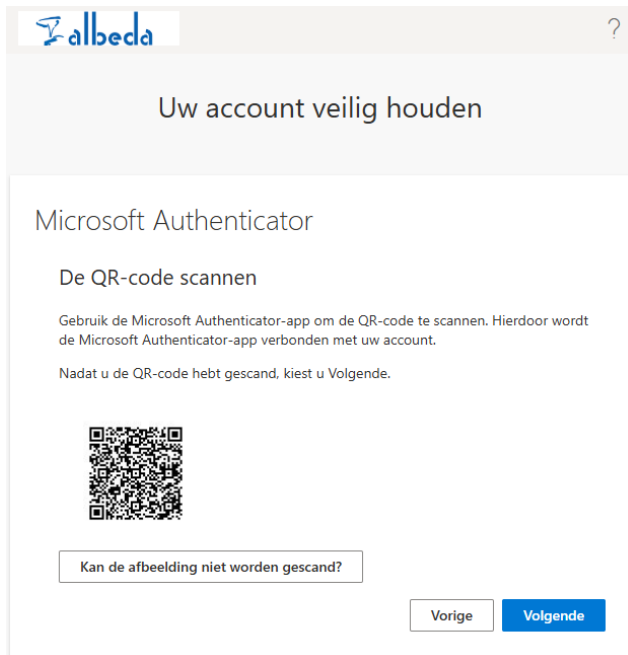 albeda
?
Uw account veilig houden
Microsoft Authenticator
De QR-code scannen
Gebruik de Microsoft Authenticator-app om de QR-code te scannen. Hierdoor wordt
de Microsoft Authenticator-app verbonden met uw account.
Nadat u de QR-code hebt gescand, kiest u Volgende.
Kan de afbeelding niet worden gescand?
Vorige
Volgende